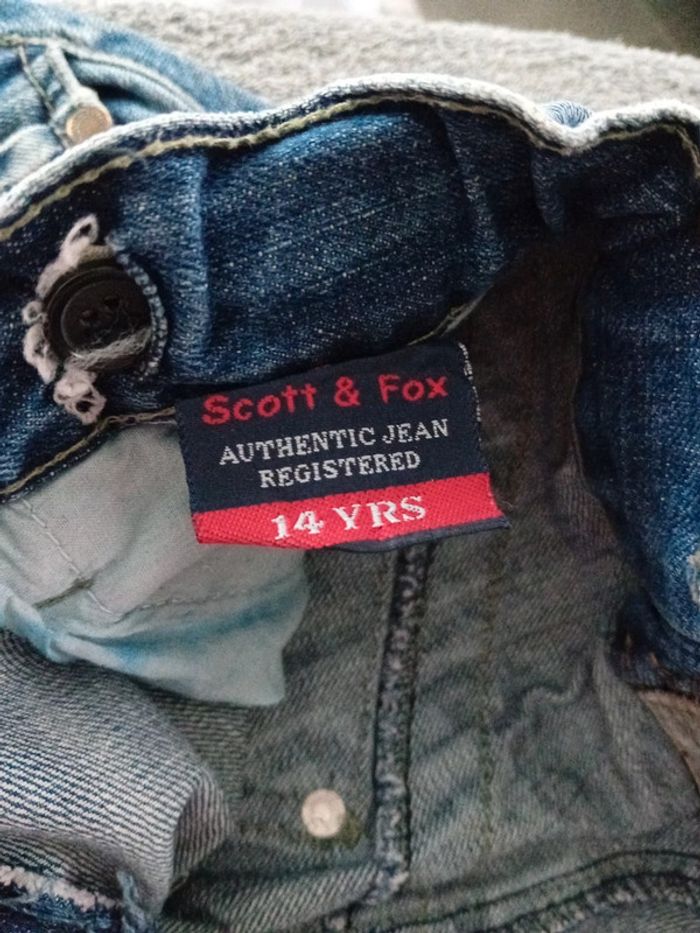 Scott & Fox
AUTHENTIC JEAN
REGISTERED
14 YRS